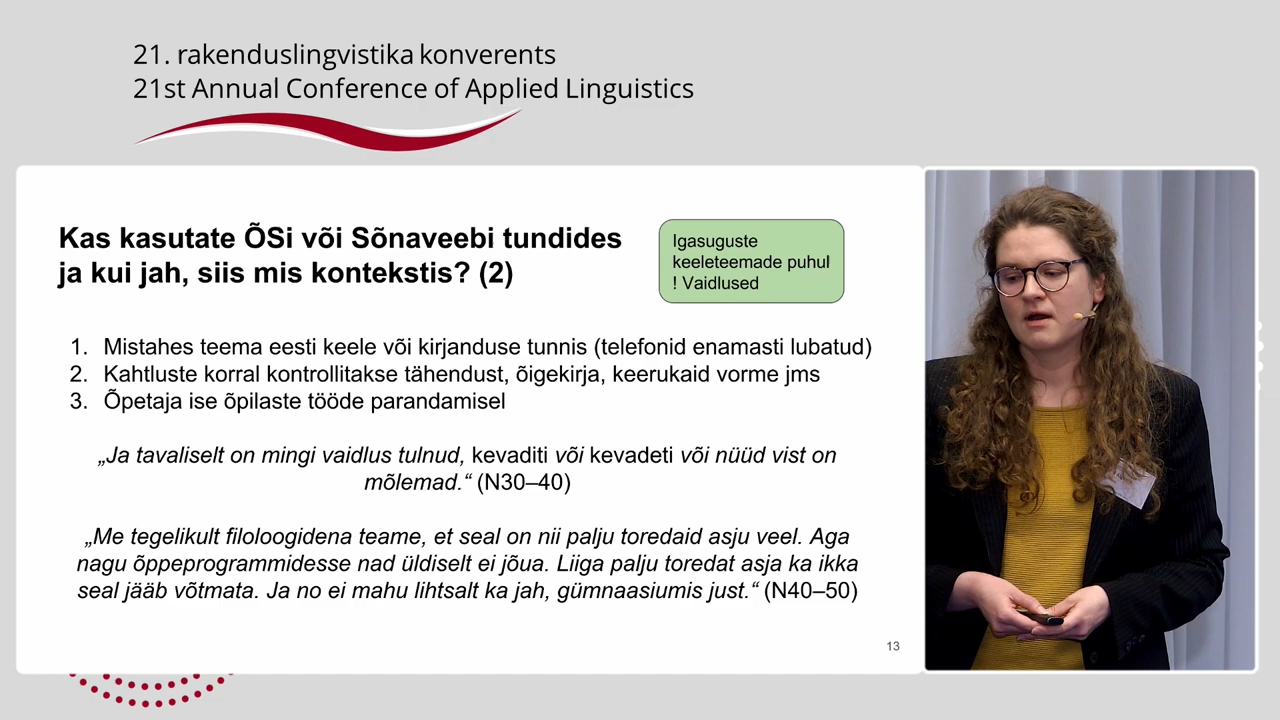 21. rakenduslingvistika konverents
21st Annual Conference of Applied Linguistics
Kas kasutate ÕSi või Sõnaveebi tundides
ja kui jah, siis mis kontekstis? (2)
Igasuguste
keeleteemade puhul
! Vaidlused
1. Mistahes teema eesti keele või kirjanduse tunnis (telefonid enamasti lubatud)
2. Kahtluste korral kontrollitakse tähendust, õigekirja, keerukaid vorme jms
3. Õpetaja ise õpilaste tööde parandamisel
„Ja tavaliselt on mingi vaidlus tulnud, kevaditi või kevadeti või nüüd vist on
mõlemad.“ (N30–40)
„Me tegelikult filoloogidena teame, et seal on nii palju toredaid asju veel. Aga
nagu õppeprogrammidesse nad üldiselt ei jõua. Liiga palju toredat asja ka ikka
seal jääb võtmata. Ja no ei mahu lihtsalt ka jah, gümnaasiumis just.“ (N40–50)
13